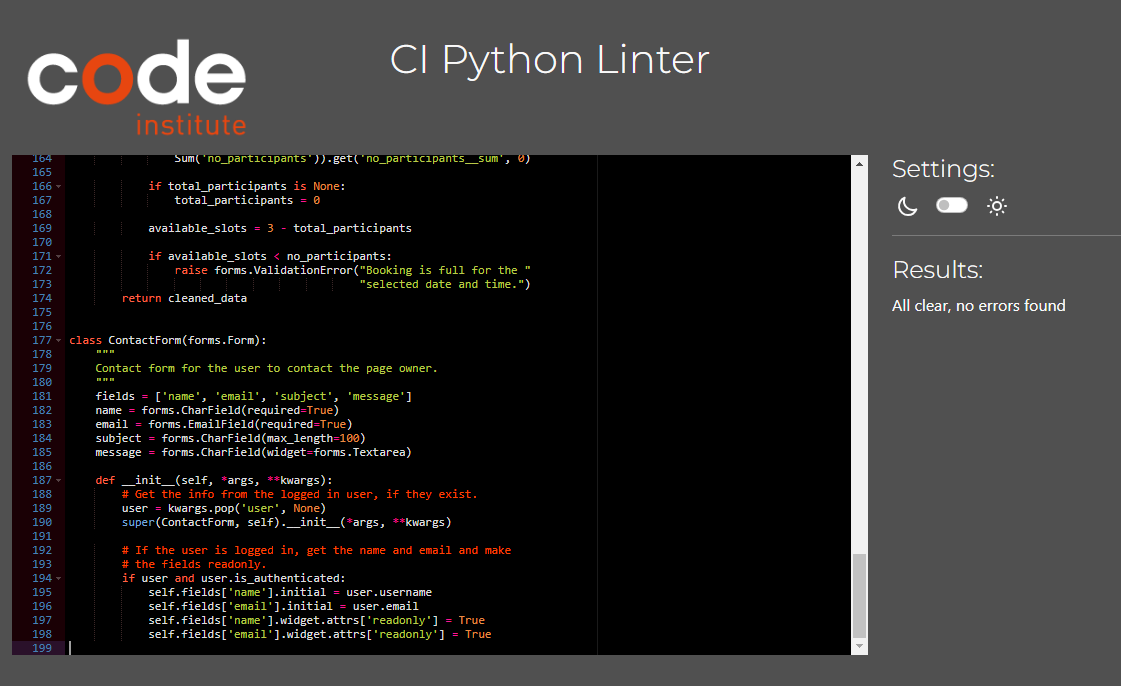 code
institute
CI Python Linter
164 Sum('no_participants')).get('no_participants__sum', 0)
165
166 if total_participants is None:
167 total_participants = 0
168
169 available_slots = 3 - total_participants
170
171 if available_slots < no_participants:
172 raise forms.ValidationError("Booking is full for the "
173 "selected date and time.")
174 return cleaned_data
175
176
177 class ContactForm(forms.Form):
178 """
179 Contact form for the user to contact the page owner.
180 """
181 fields = ['name', 'email', 'subject', 'message']
182 name = forms.CharField(required=True)
183 email = forms.EmailField(required=True)
184 subject = forms.CharField(max_length=100)
185 message = forms.CharField(widget=forms.Textarea)
186
187 def __init__(self, *args, **kwargs):
188 # Get the info from the logged in user, if they exist.
189 user = kwargs.pop('user', None)
190 super(ContactForm, self).__init__(*args, **kwargs)
191
192 # If the user is logged in, get the name and email and make
193 # the fields readonly.
194 if user and user.is_authenticated:
195 self.fields['name'].initial = user.username
196 self.fields['email'].initial = user.email
197 self.fields['name'].widget.attrs['readonly'] = True
198 self.fields['email'].widget.attrs['readonly'] = True
199
Settings:
Results:
All clear, no errors found